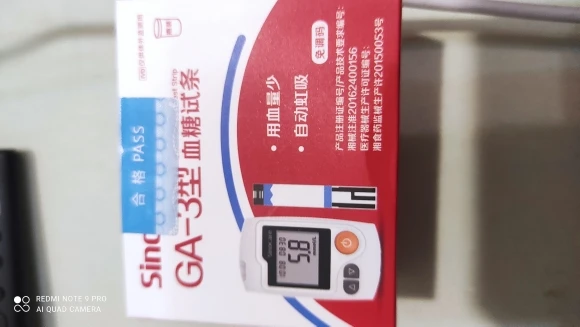 合格 PASS
Sino
GA-3型 血糖试条
• 用血量少
• 自动虹吸
免调码
产品注册证编号/产品技术要求编号:
湘械注准20162400156
医疗器械生产许可证编号:
湘食药监械生产许20150053号
5.8
REDMI NOTE 9 PRO
AI QUAD CAMERA